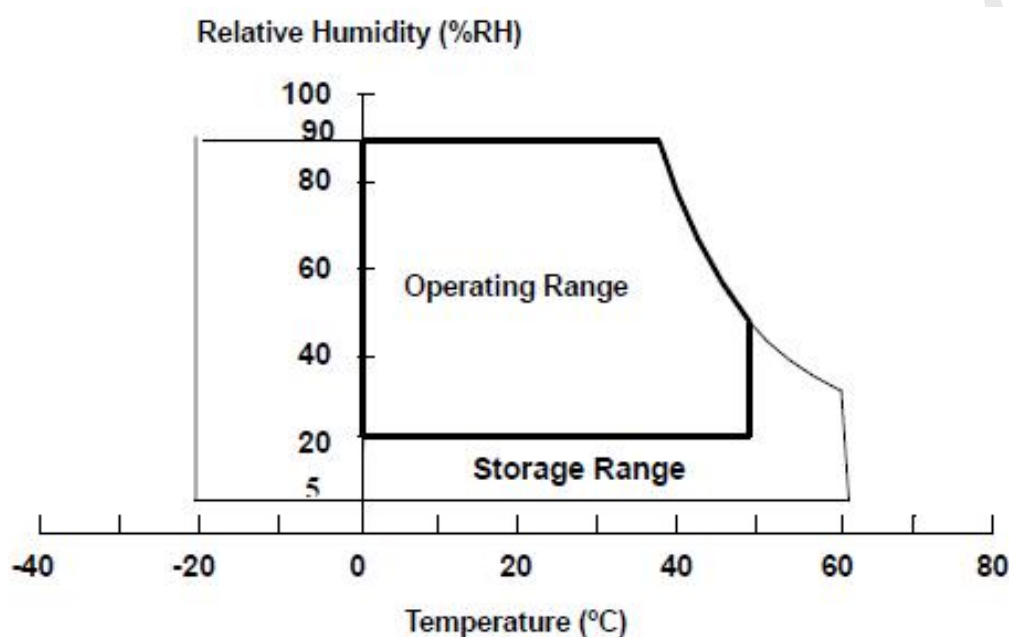 Relative Humidity (%RH)
100
90
80
60
Operating Range
40
20
Storage Range
5
-40 -20 0 20 40 60 80
Temperature (ºC)